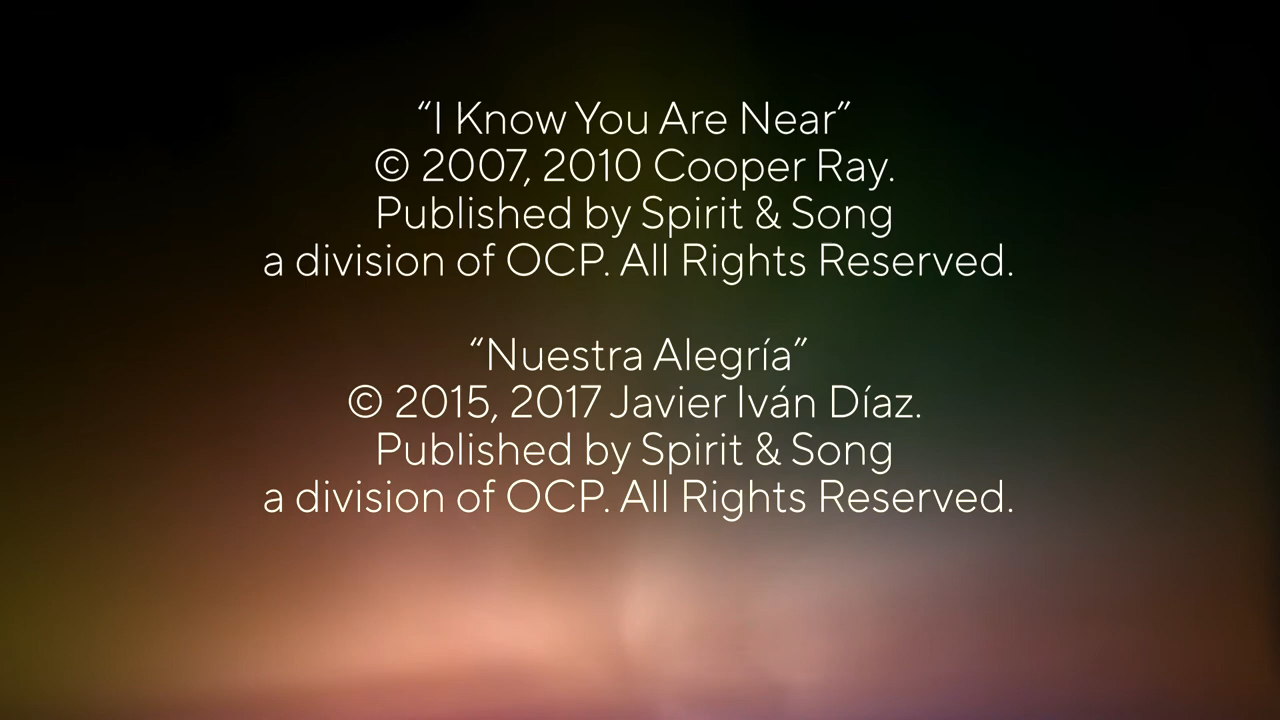 “I Know You Are Near”
© 2007, 2010 Cooper Ray.
Published by Spirit & Song
a division of OCP. All Rights Reserved.
“Nuestra Alegría”
© 2015, 2017 Javier Iván Díaz.
Published by Spirit & Song
a division of OCP. All Rights Reserved.